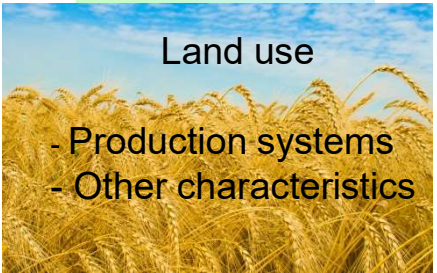 Land use
- Production systems
- Other characteristics